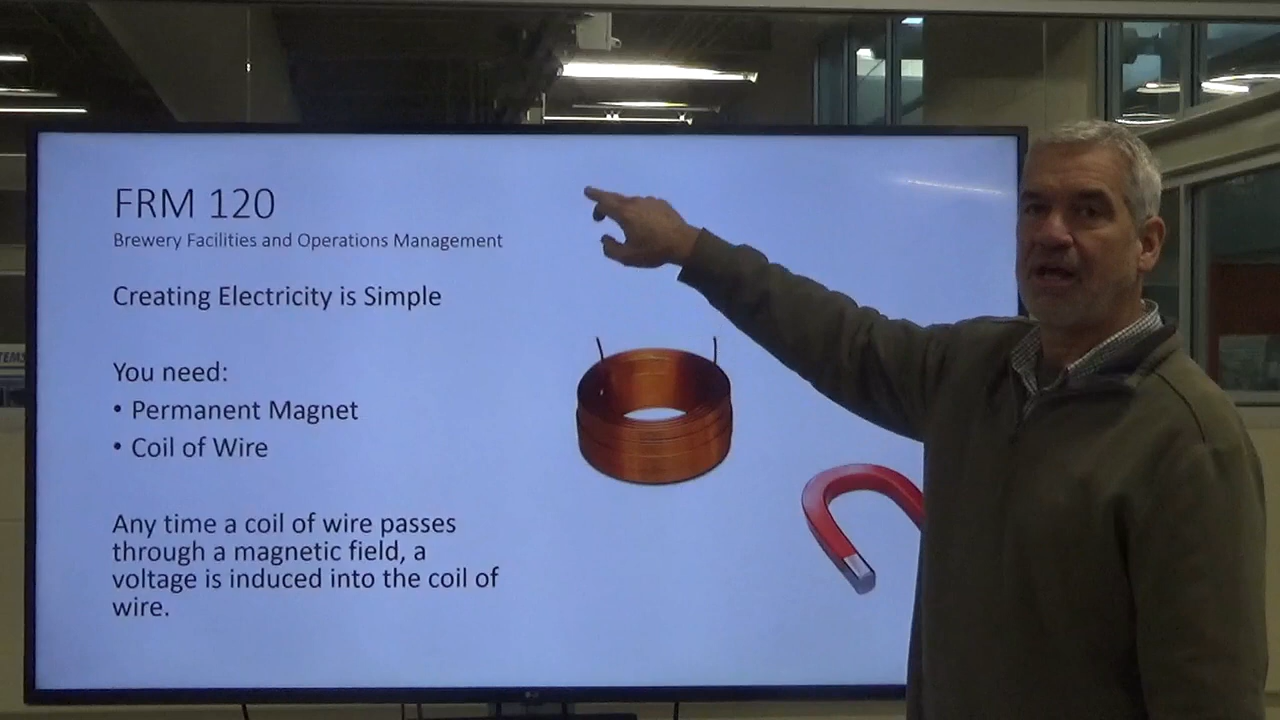 FRM 120
Brewery Facilities and Operations Management
Creating Electricity is Simple
You need:
• Permanent Magnet
• Coil of Wire
Any time a coil of wire passes
through a magnetic field, a
voltage is induced into the coil of
wire.
LG